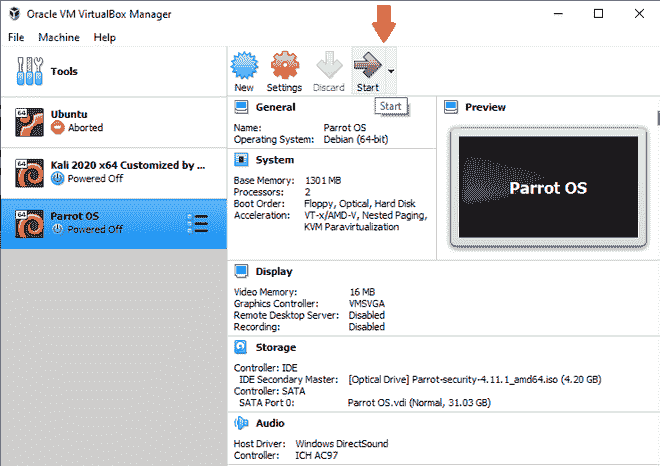 Oracle VM VirtualBox Manager
File Machine Help
Tools
New Settings Discard Start
Start
64
Ubuntu
Aborted
64
Kali 2020 x64 Customized by ...
Powered Off
64
Parrot OS
Powered Off
General
Name: Parrot OS
Operating System: Debian (64-bit)
System
Base Memory: 1301 MB
Processors: 2
Boot Order: Floppy, Optical, Hard Disk
Acceleration: VT-x/AMD-V, Nested Paging,
KVM Paravirtualization
Preview
Parrot OS
Display
Video Memory: 16 MB
Graphics Controller: VMSVGA
Remote Desktop Server: Disabled
Recording: Disabled
Storage
Controller: IDE
IDE Secondary Master: [Optical Drive] Parrot-security-4.11.1_amd64.iso (4.20 GB)
Controller: SATA
SATA Port 0: Parrot OS.vdi (Normal, 31.03 GB)
Audio
Host Driver: Windows DirectSound
Controller: ICH AC97